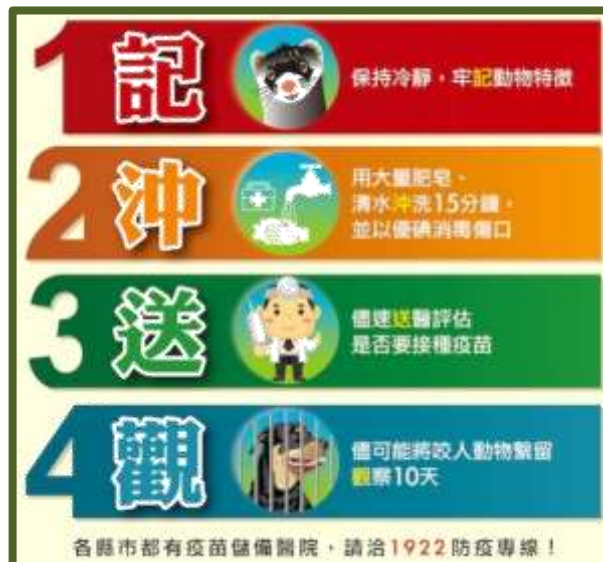 1 記
保持冷靜，牢記動物特徵
2 沖
用大量肥皂、
清水沖洗15分鐘，
並以優碘消毒傷口
3 送
儘速送醫評估
是否要接種疫苗
4 觀
儘可能將咬人動物繫留
觀察10天
各縣市都有疫苗儲備醫院，請洽1922防疫專線！